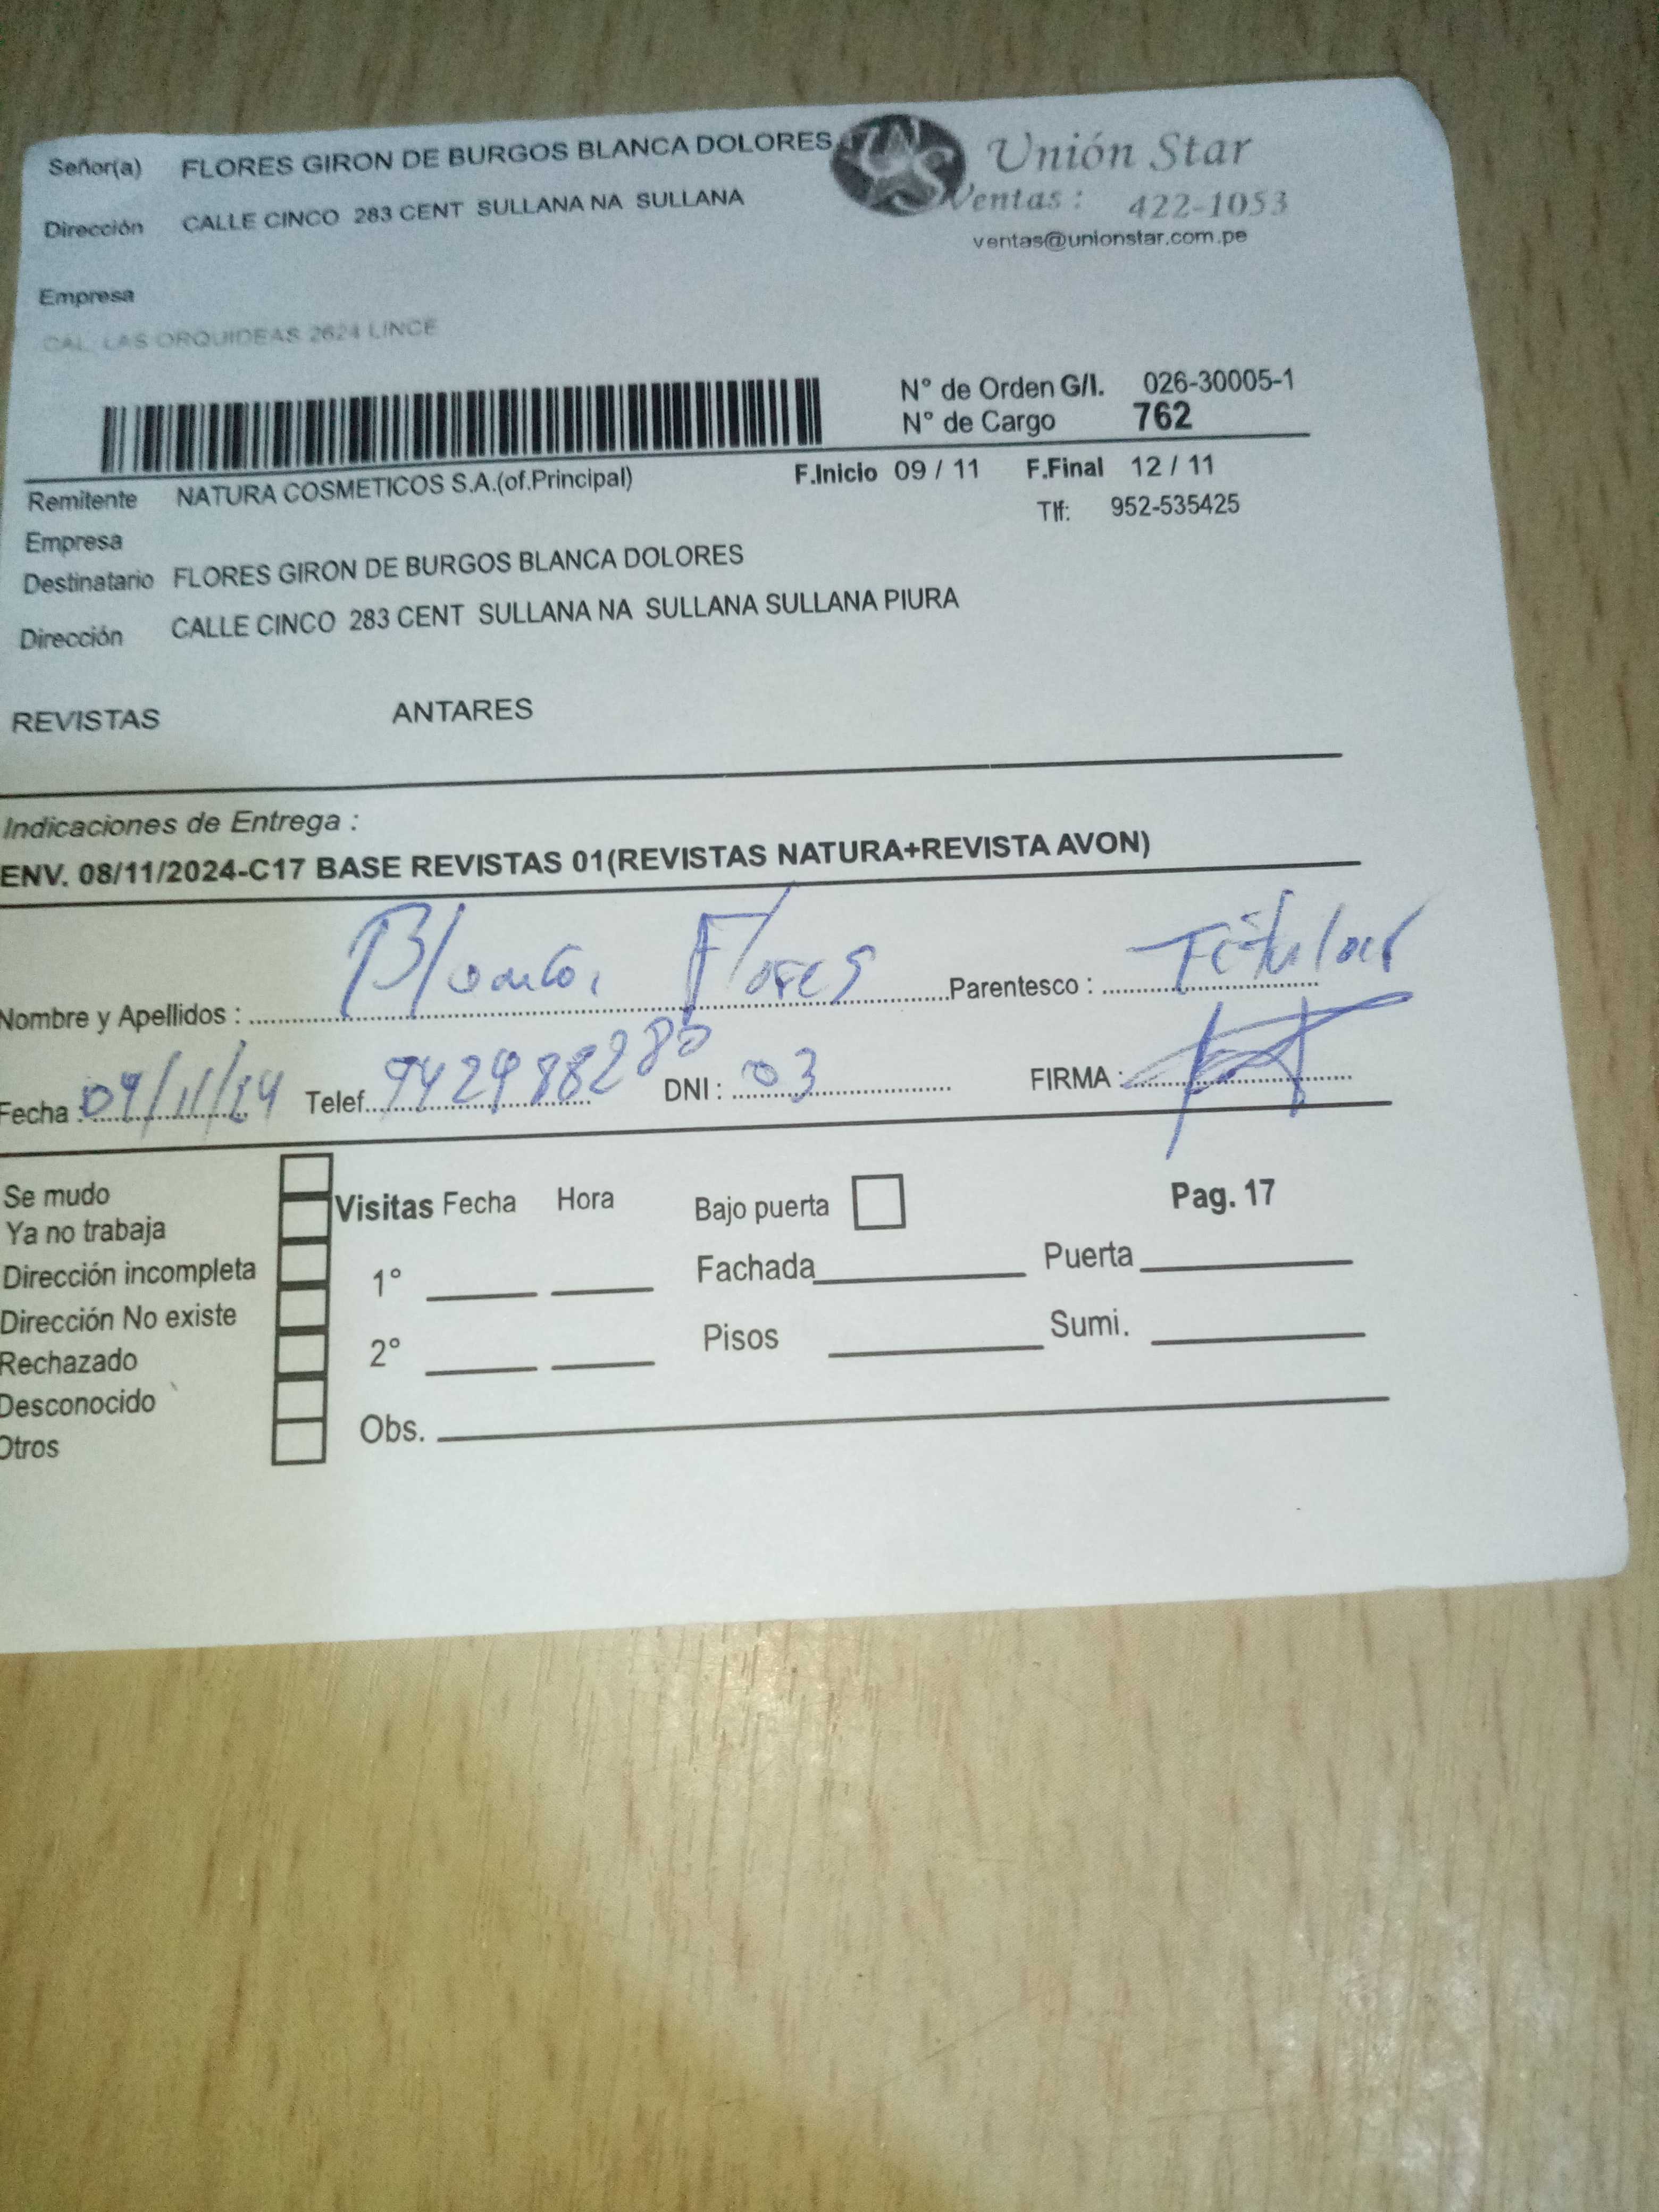 Señor(a) FLORES GIRON DE BURGOS BLANCA DOLORES
Unión Star
Dirección CALLE CINCO 283 CENT SULLANA NA SULLANA
Ventas : 422-1053
ventas@unionstar.com.pe
Empresa
CAL. LAS ORQUIDEAS 2624 LINCE
N° de Orden G/I. 026-30005-1
N° de Cargo 762
Remitente NATURA COSMETICOS S.A.(of.Principal) F.Inicio 09 / 11 F.Final 12 / 11
Empresa Tlf: 952-535425
Destinatario FLORES GIRON DE BURGOS BLANCA DOLORES
Dirección CALLE CINCO 283 CENT SULLANA NA SULLANA SULLANA PIURA
REVISTAS ANTARES
Indicaciones de Entrega :
ENV. 08/11/2024-C17 BASE REVISTAS 01(REVISTAS NATURA+REVISTA AVON)
Nombre y Apellidos : Blanca Flores Parentesco : Titular
Fecha : 09/11/24 Telef. DNI : 03 FIRMA :
Se mudo
Ya no trabaja
Dirección incompleta
Dirección No existe
Rechazado
Desconocido
Otros
Visitas Fecha Hora Bajo puerta Pag. 17
1° Fachada Puerta
2° Pisos Sumi.
Obs.